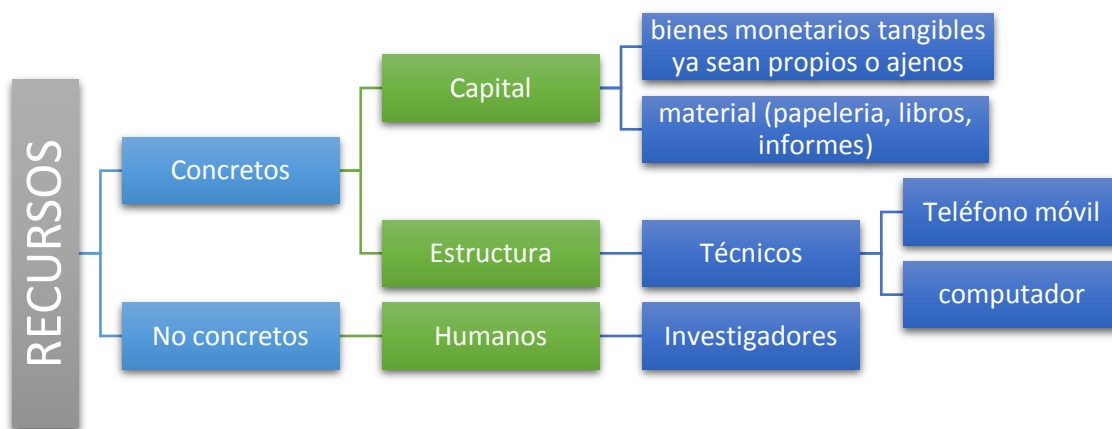 RECURSOS
Concretos
Capital
bienes monetarios tangibles
ya sean propios o ajenos
material (papeleria, libros,
informes)
Estructura
Técnicos
Teléfono móvil
computador
No concretos
Humanos
Investigadores